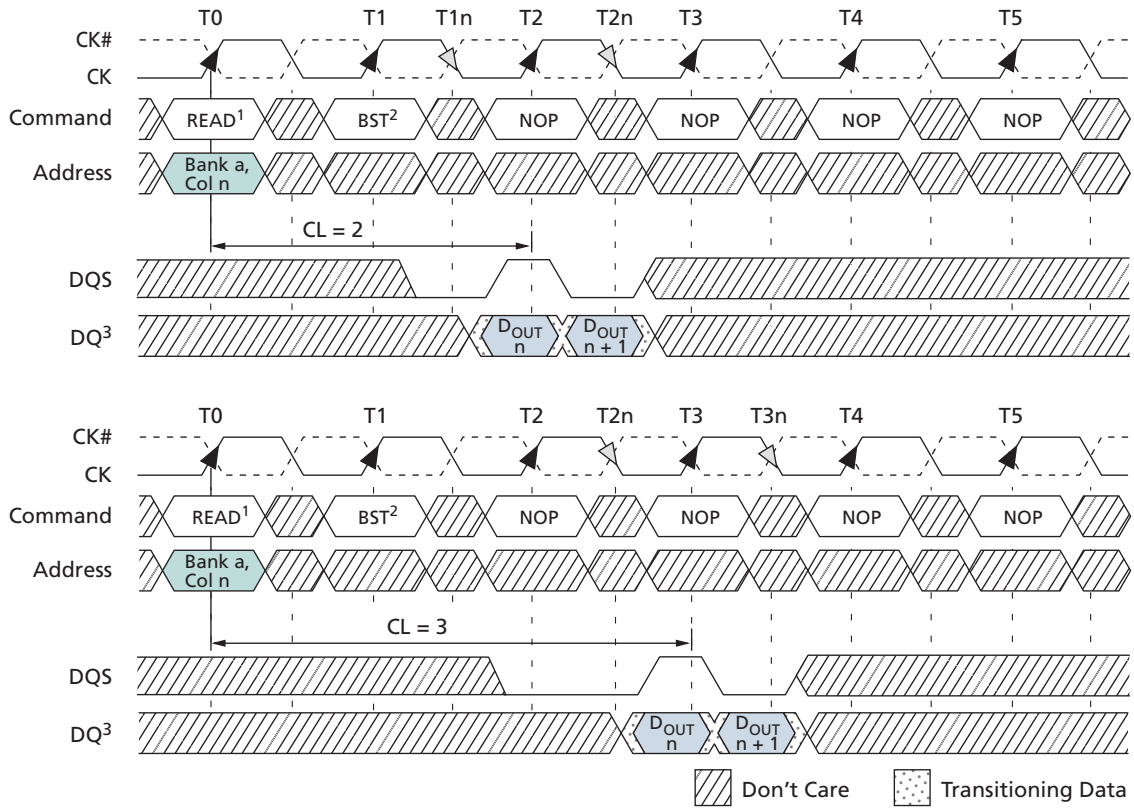 T0 T1 T1n T2 T2n T3 T4 T5
CK#
CK
Command READ1 BST2 NOP NOP NOP NOP
Address Bank a,
Col n
CL = 2
DQS
DQ3 DOUT
n DOUT
n + 1
T0 T1 T2 T2n T3 T3n T4 T5
CK#
CK
Command READ1 BST2 NOP NOP NOP NOP
Address Bank a,
Col n
CL = 3
DQS
DQ3 DOUT
n DOUT
n + 1
Don't Care Transitioning Data